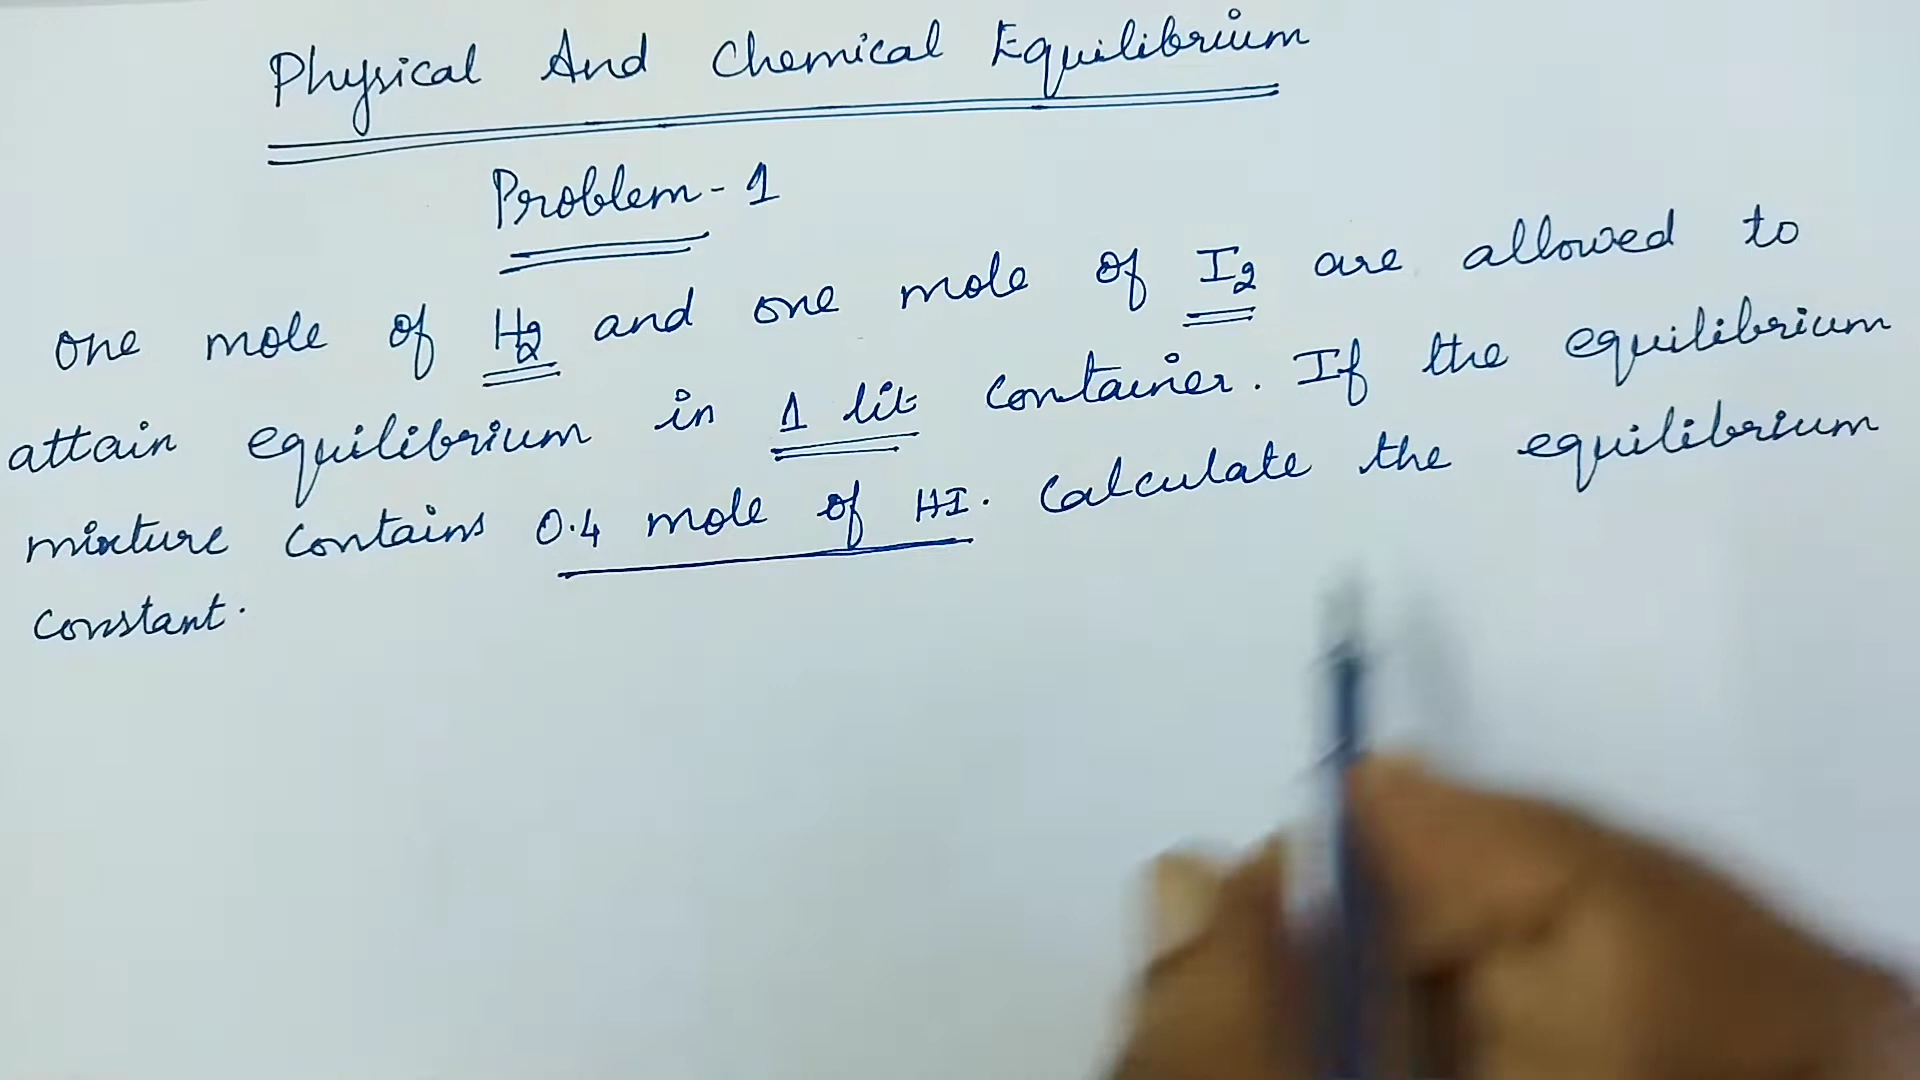 Physical And Chemical Equilibrium
Problem-1
one mole of H2 and one mole of I2 are allowed to
attain equilibrium in 1 lit container. If the equilibrium
mixture contains 0.4 mole of HI. Calculate the equilibrium
constant.